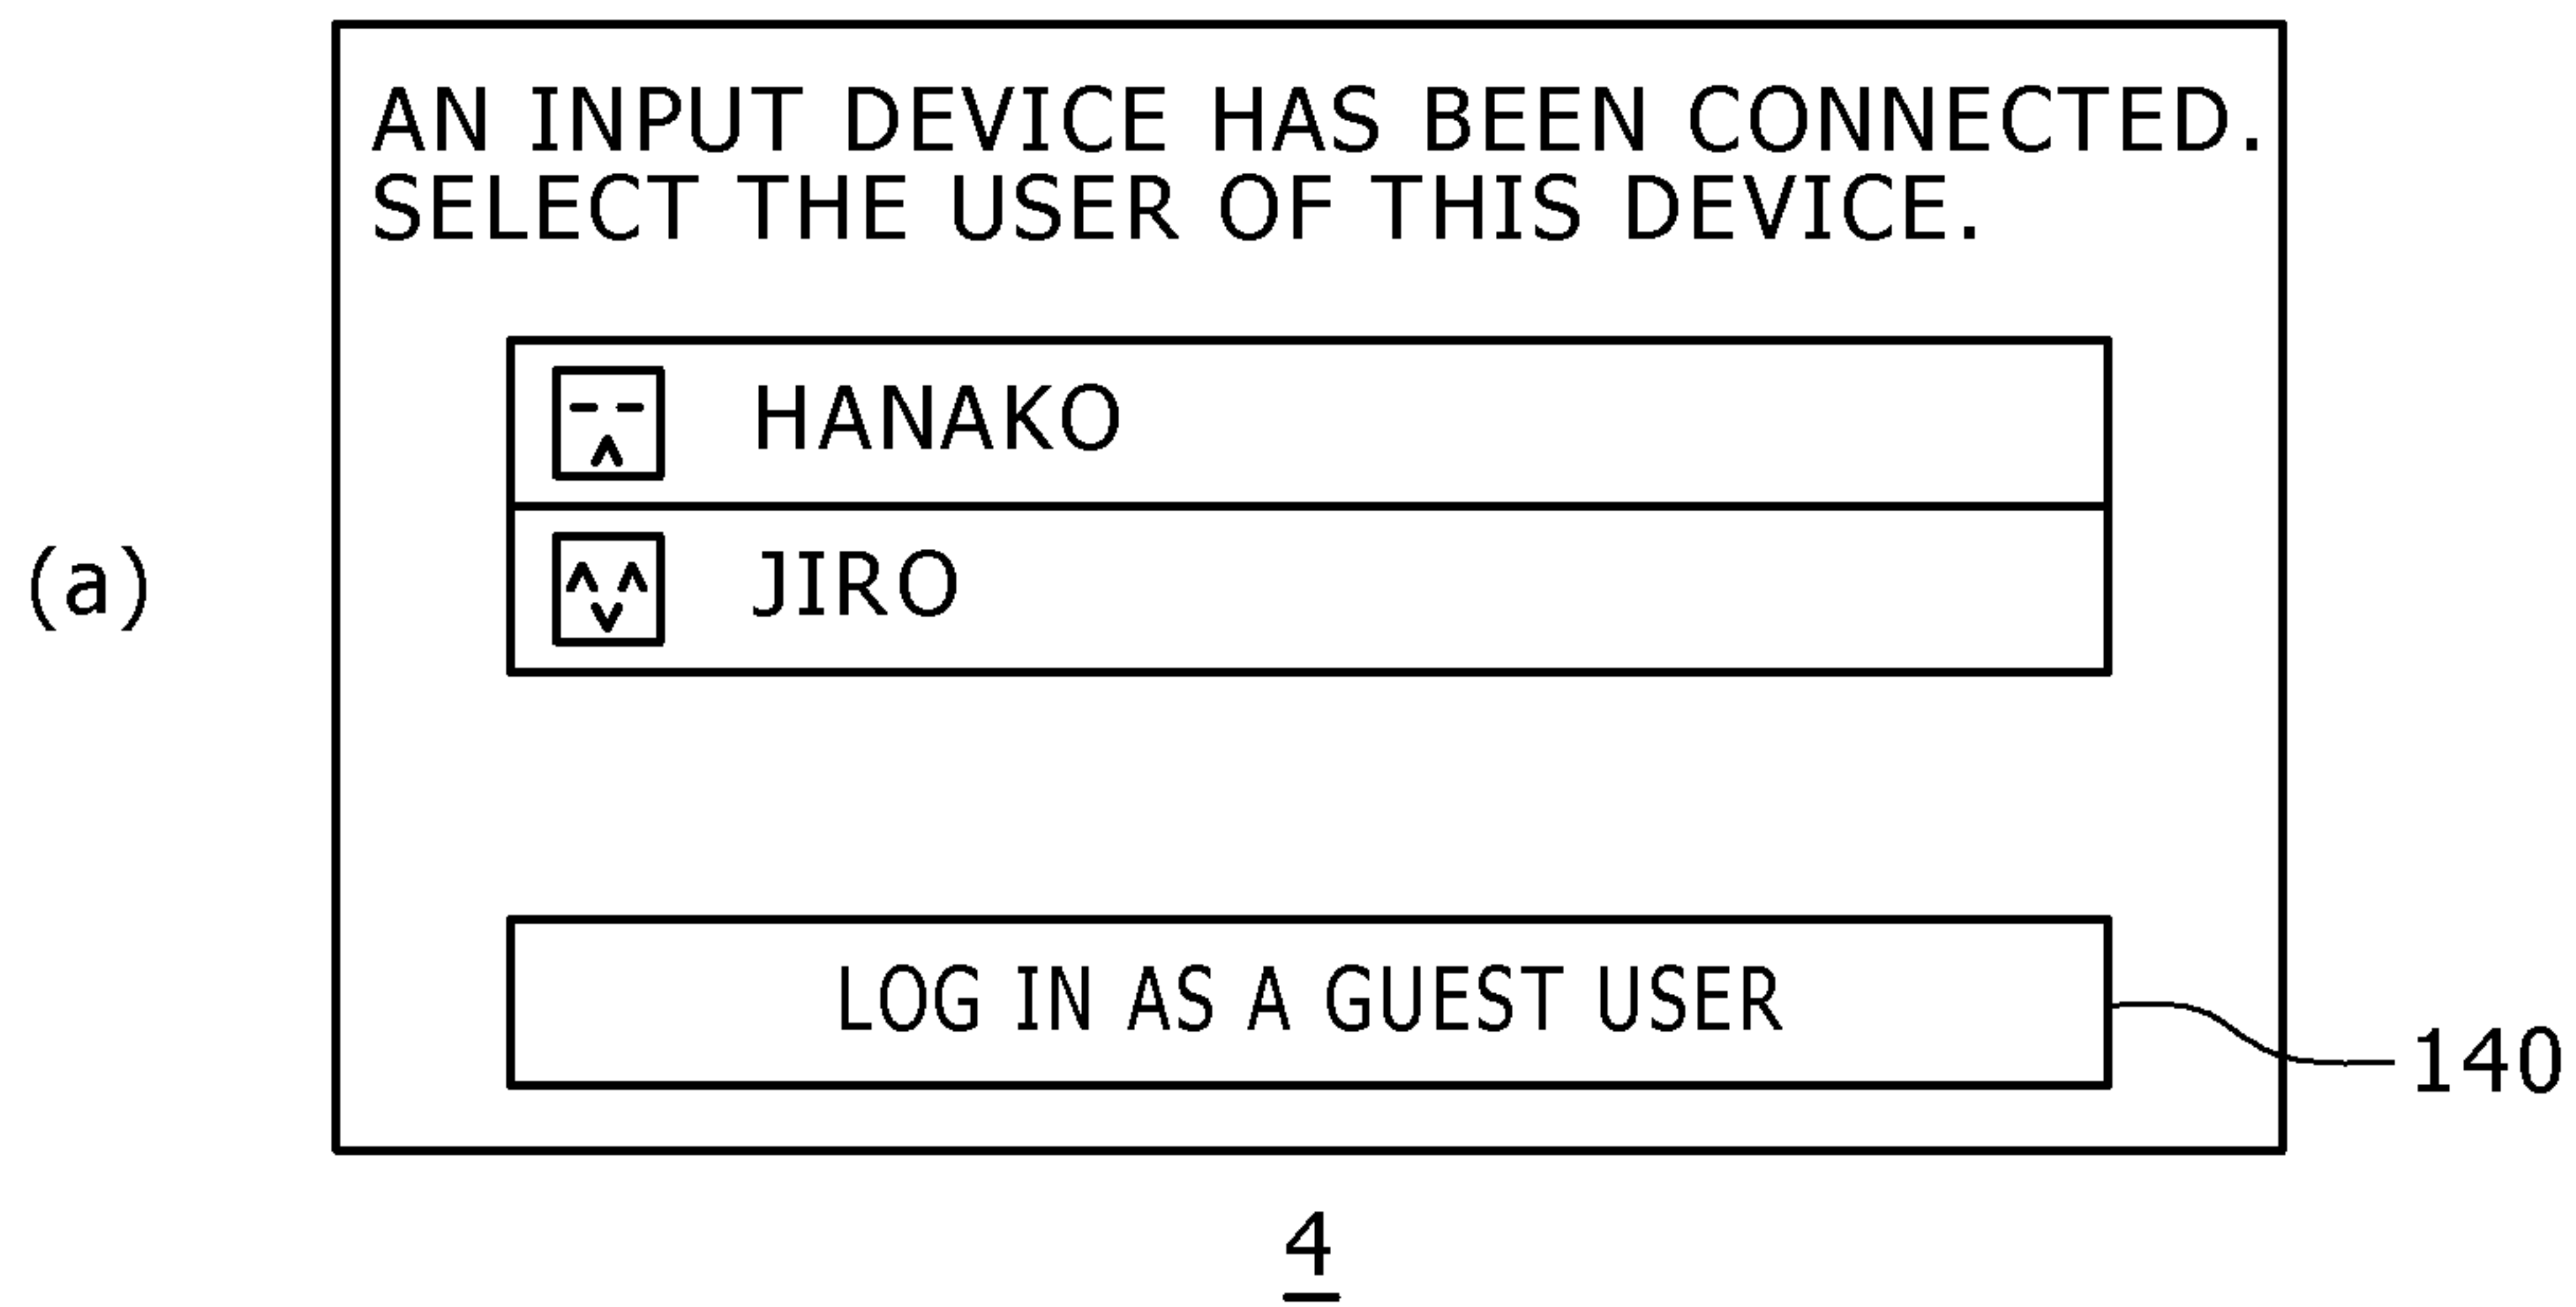 AN INPUT DEVICE HAS BEEN CONNECTED.
SELECT THE USER OF THIS DEVICE.
HANAKO
(a)
JIRO
LOG IN AS A GUEST USER
140
4